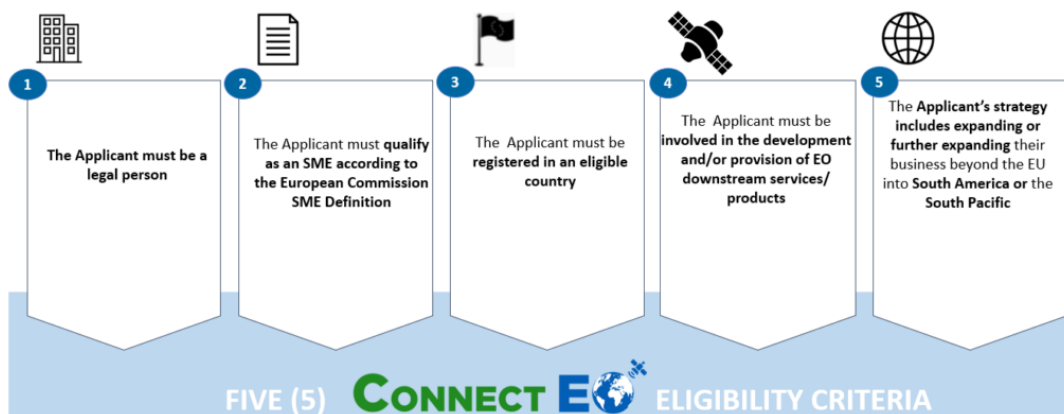 1
The Applicant must be a
legal person
2
The Applicant must qualify
as an SME according to
the European Commission
SME Definition
3
The Applicant must be
registered in an eligible
country
4
The Applicant must be
involved in the development
and/or provision of EO
downstream services/
products
5
The Applicant's strategy
includes expanding or
further expanding their
business beyond the EU
into South America or the
South Pacific
FIVE (5) CONNECT EO ELIGIBILITY CRITERIA